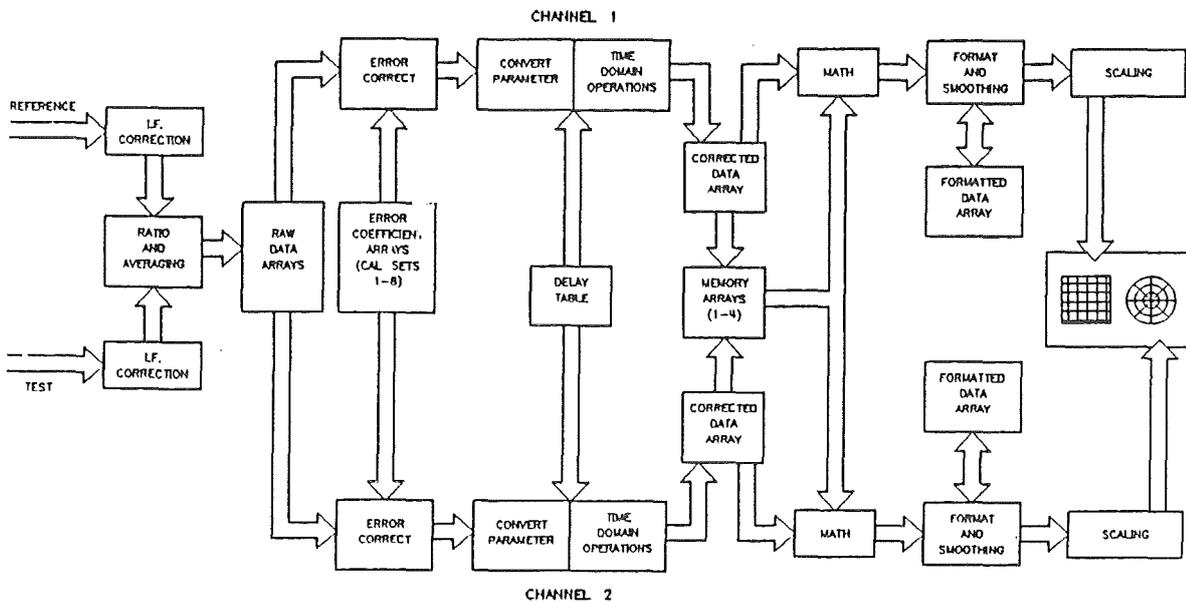 CHANNEL 1
ERROR
CORRECT
CONVERT
PARAMETER
TIME
DOMAIN
OPERATIONS
MATH
FORMAT
AND
SMOOTHING
SCALING
REFERENCE
I.F.
CORRECTION
CORRECTED
DATA
ARRAY
FORMATTED
DATA
ARRAY
RATIO
AND
AVERAGING
RAW
DATA
ARRAYS
ERROR
COEFFICIEN.
ARRAYS
(CAL SETS
1-8)
DELAY
TABLE
MEMORY
ARRAYS
(1-4)
I.F.
CORRECTION
TEST
CORRECTED
DATA
ARRAY
FORMATTED
DATA
ARRAY
ERROR
CORRECT
CONVERT
PARAMETER
TIME
DOMAIN
OPERATIONS
MATH
FORMAT
AND
SMOOTHING
SCALING
CHANNEL 2